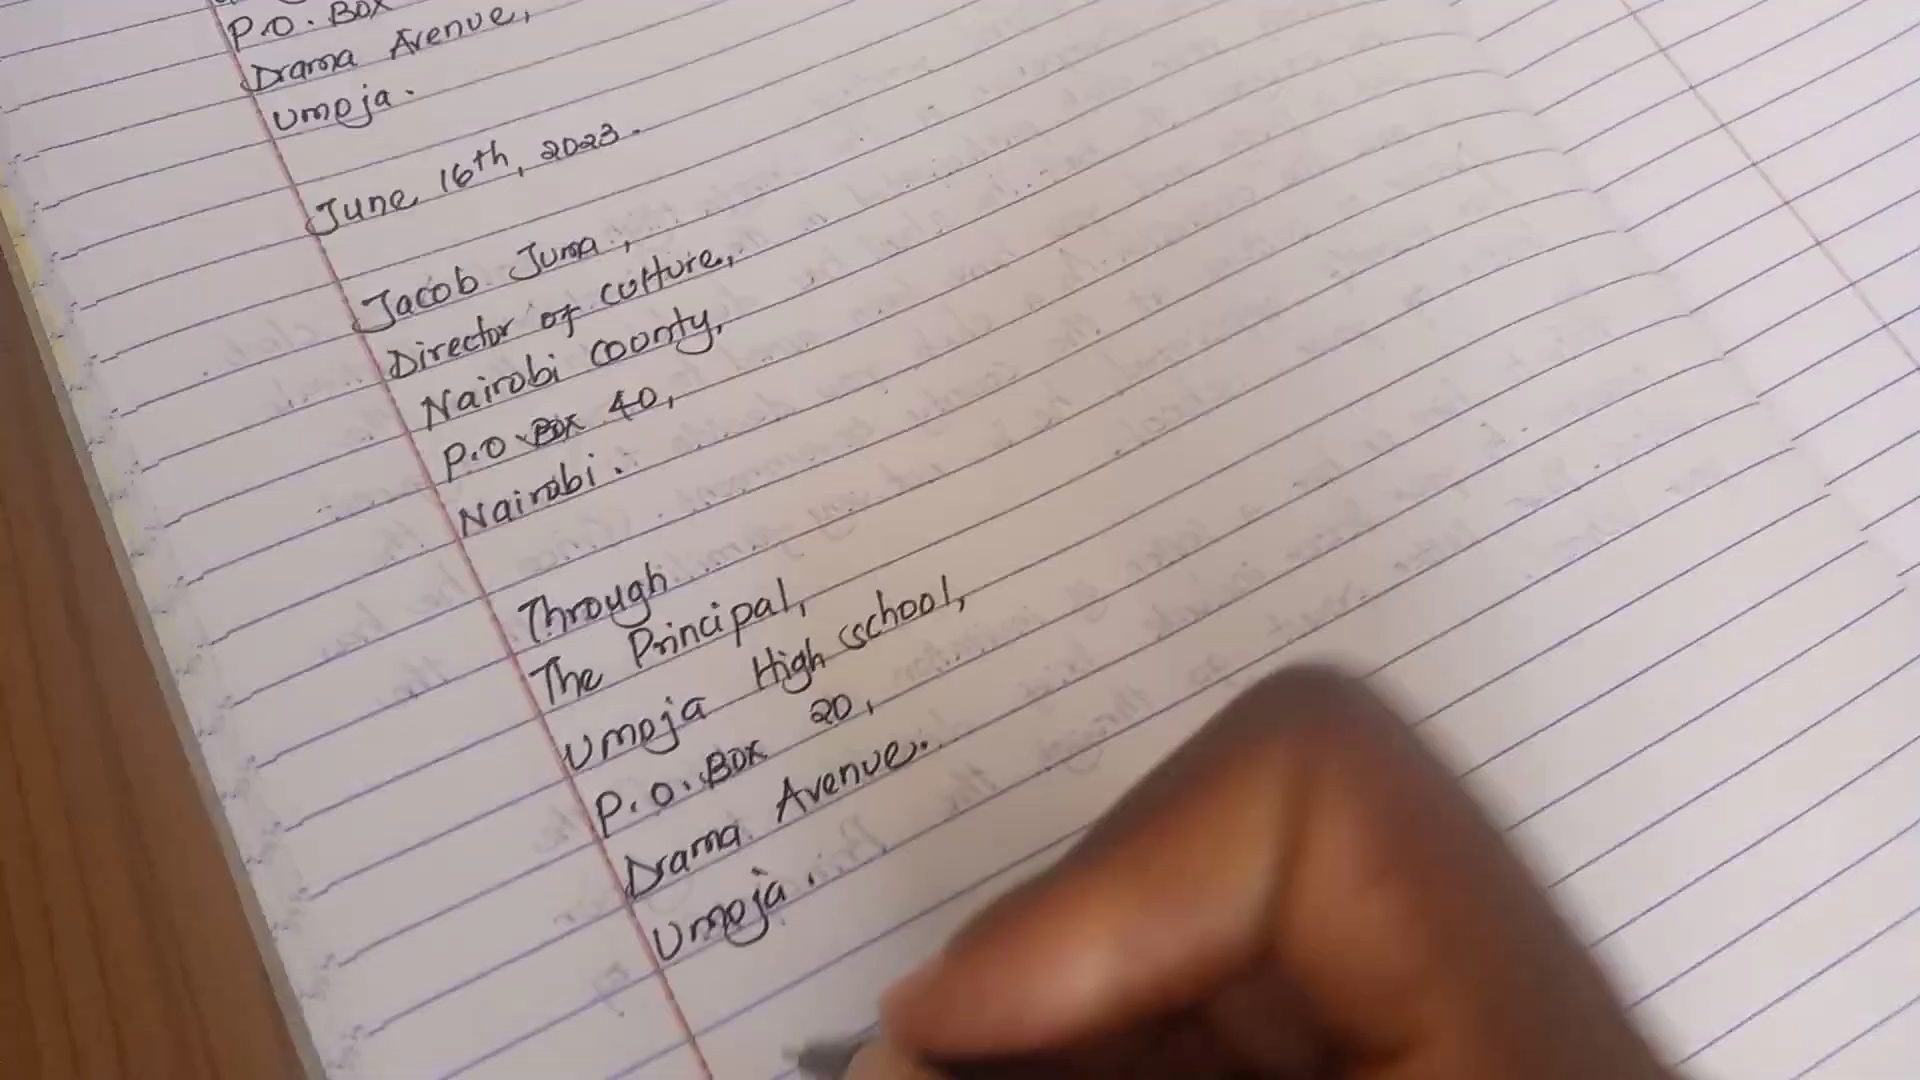 P.O. Box
Drama Avenue,
Umoja.
June 16th, 2023.
Jacob Juma,
Director of culture,
Nairobi county,
P.O. Box 40,
Nairobi.
Through
The Principal,
Umoja High school,
P.O. Box 20,
Drama Avenue.
Umoja.